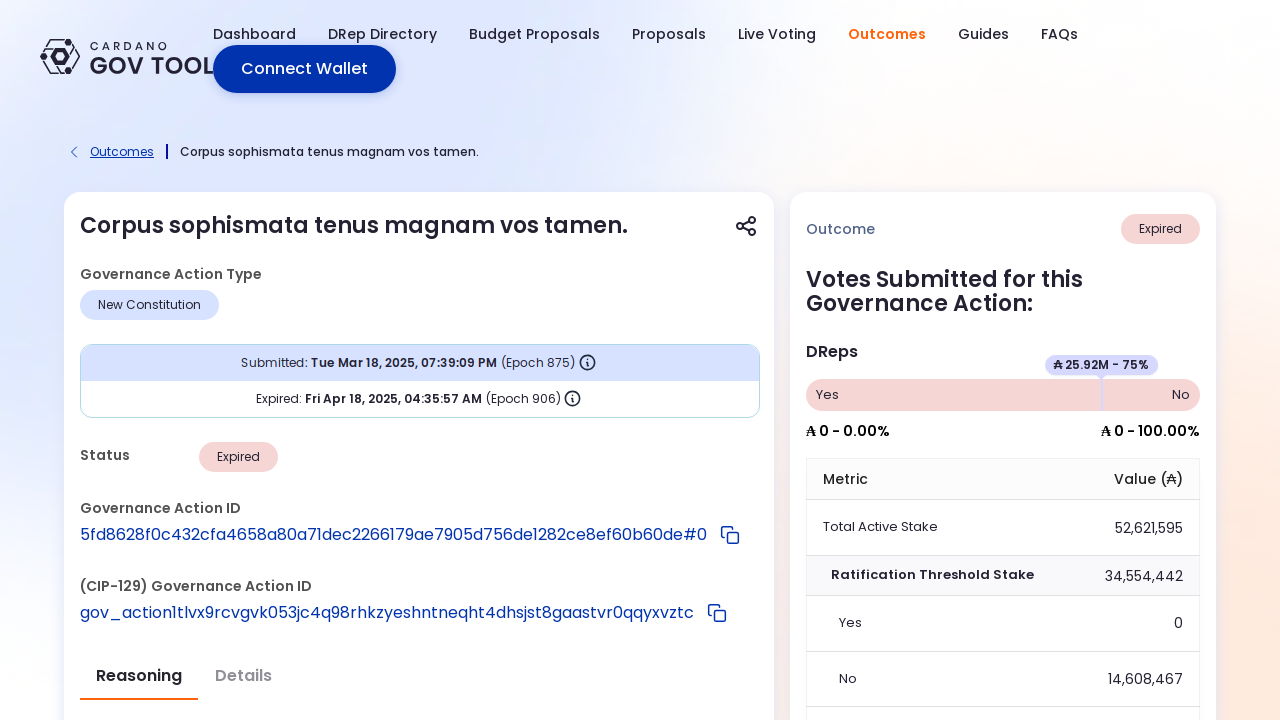 CARDANO
GOV TOOL
Dashboard
DRep Directory
Budget Proposals
Proposals
Live Voting
Outcomes
Guides
FAQs
Connect Wallet
Outcomes
Corpus sophismata tenus magnam vos tamen.
Corpus sophismata tenus magnam vos tamen.
Governance Action Type
New Constitution
Submitted: Tue Mar 18, 2025, 07:39:09 PM (Epoch 875)
Expired: Fri Apr 18, 2025, 04:35:57 AM (Epoch 906)
Status
Expired
Governance Action ID
5fd8628f0c432cfa4658a80a71dec2266179ae7905d756de1282ce8ef60b60de#0
(CIP-129) Governance Action ID
gov_action1tlvx9rcvgvk053jc4q98rhkzyeshntneqht4dhsjst8gaastvr0qqyxvztc
Reasoning
Details
Outcome
Expired
Votes Submitted for this
Governance Action:
DReps
₳ 25.92M - 75%
Yes
No
₳ 0 - 0.00%
₳ 0 - 100.00%
Metric
Value (₳)
Total Active Stake
52,621,595
Ratification Threshold Stake
34,554,442
Yes
0
No
14,608,467